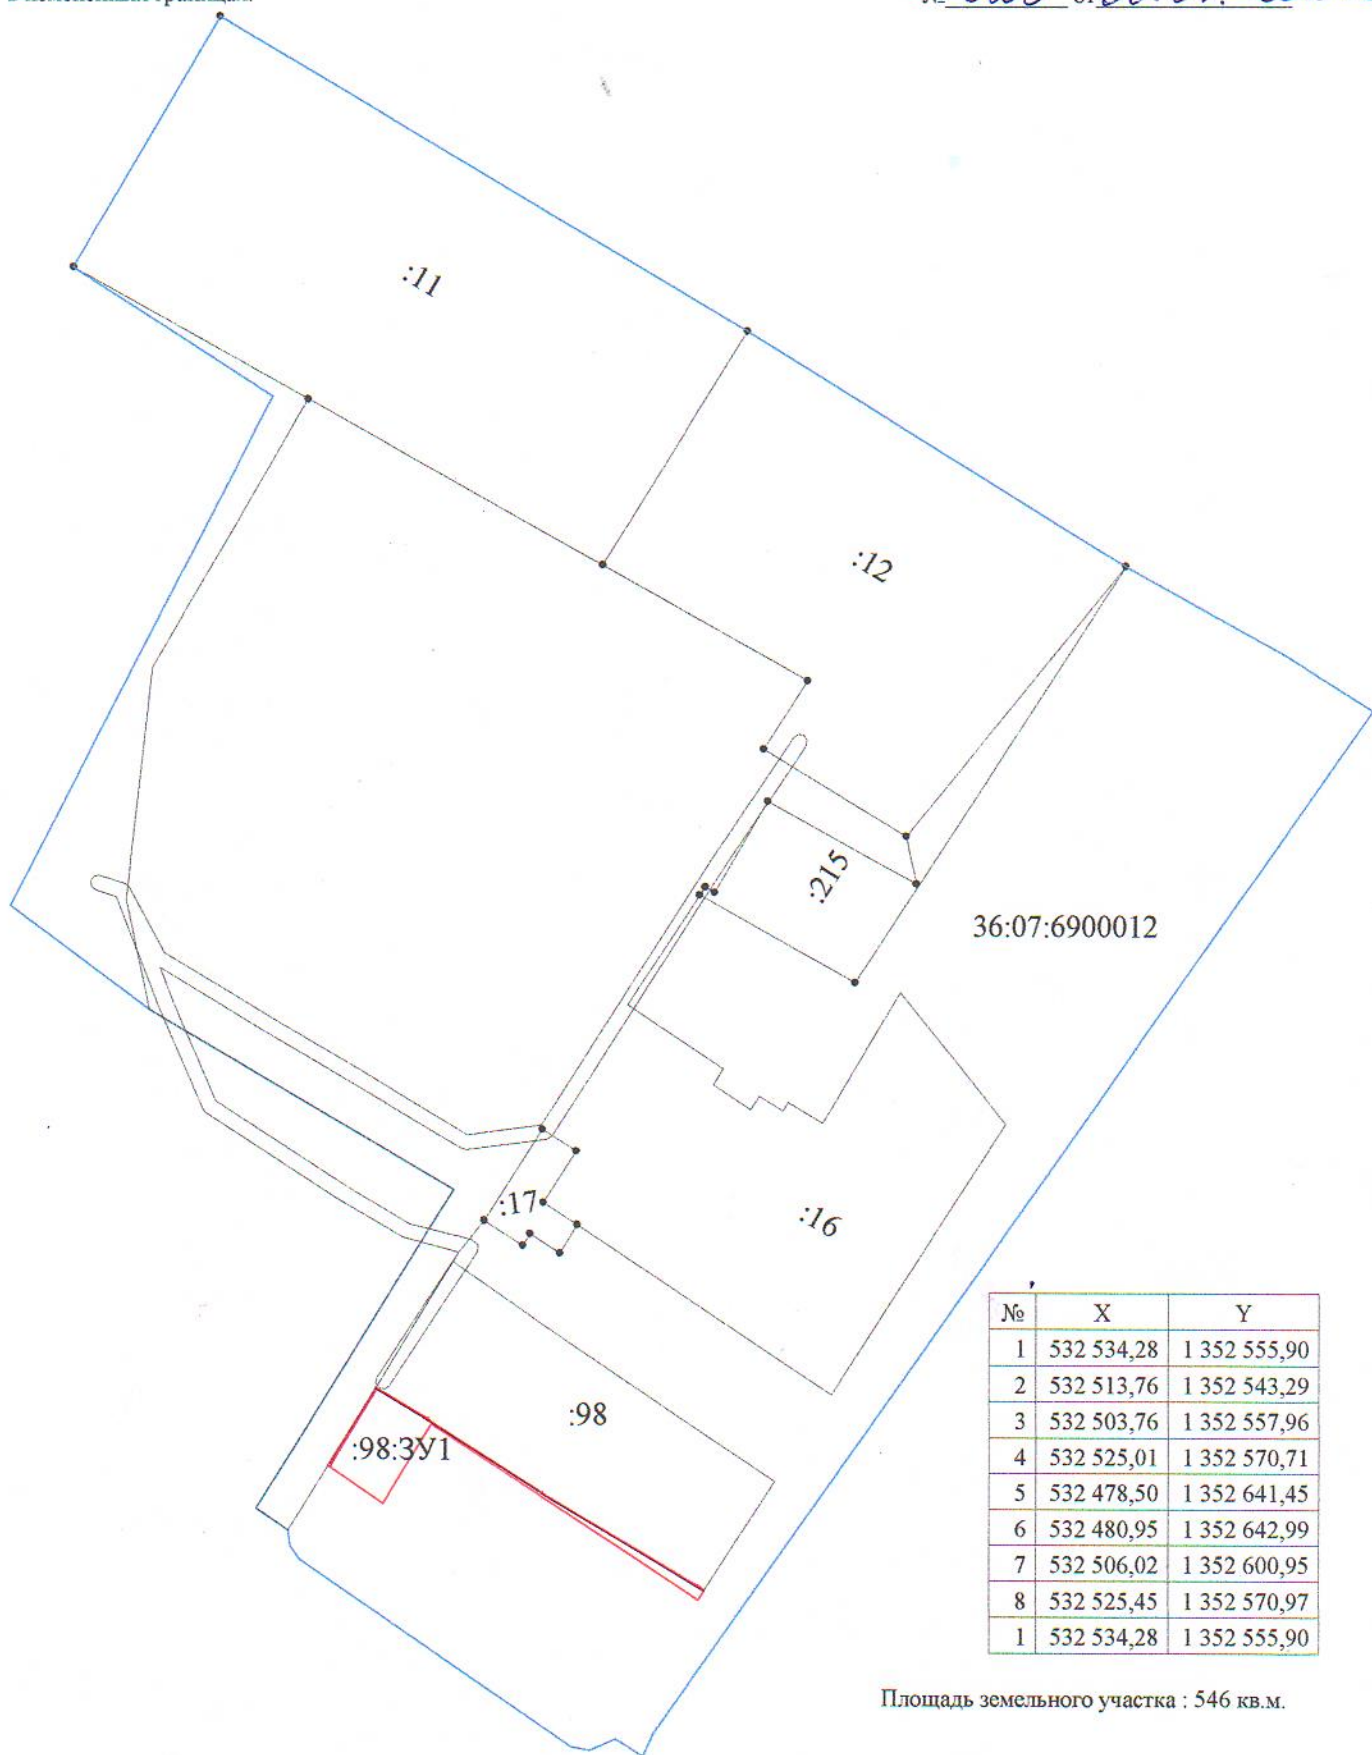 № от
:11
:12
:215
36:07:6900012
:17
:16
:98
:98:ЗУ1
№ X Y
1 532 534,28 1 352 555,90
2 532 513,76 1 352 543,29
3 532 503,76 1 352 557,96
4 532 525,01 1 352 570,71
5 532 478,50 1 352 641,45
6 532 480,95 1 352 642,99
7 532 506,02 1 352 600,95
8 532 525,45 1 352 570,97
1 532 534,28 1 352 555,90
Площадь земельного участка : 546 кв.м.